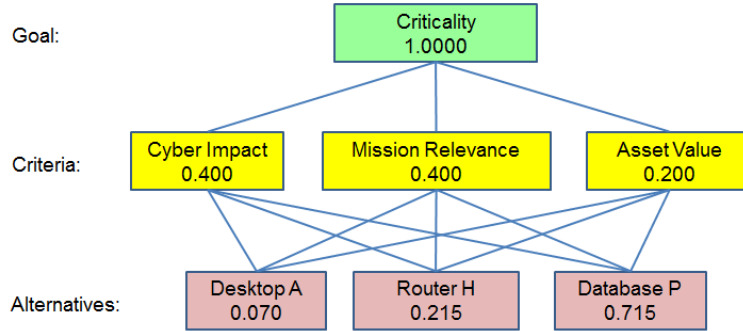 Goal:
Criticality
1.0000
Criteria:
Cyber Impact
0.400
Mission Relevance
0.400
Asset Value
0.200
Alternatives:
Desktop A
0.070
Router H
0.215
Database P
0.715